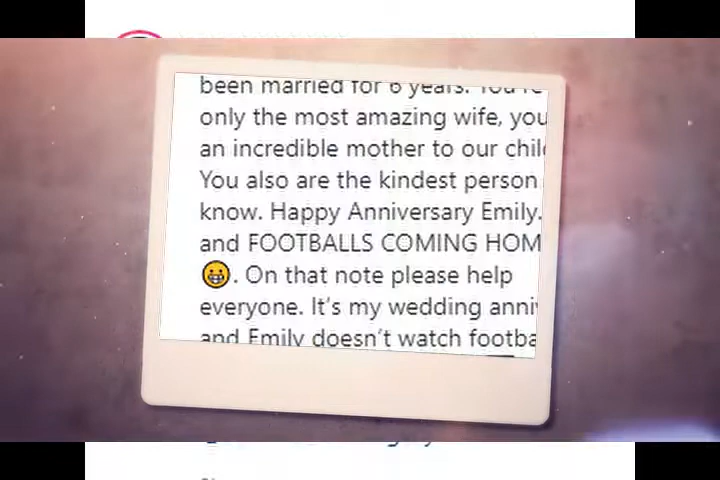 been married for 6 years. You're
only the most amazing wife, you
an incredible mother to our chil
You also are the kindest person
know. Happy Anniversary Emily.
and FOOTBALLS COMING HOM
😁. On that note please help
everyone. It's my wedding anni
and Emily doesn't watch footba